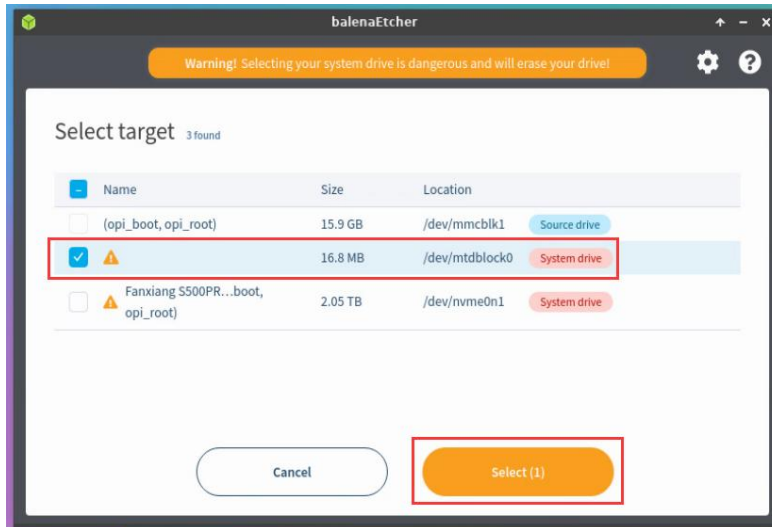 balenaEtcher
Warning! Selecting your system drive is dangerous and will erase your drive!
Select target 3 found
Name Size Location
(opi_boot, opi_root) 15.9 GB /dev/mmcblk1 Source drive
16.8 MB /dev/mtdblock0 System drive
Fanxiang S500PR...boot,
opi_root) 2.05 TB /dev/nvme0n1 System drive
Cancel Select (1)